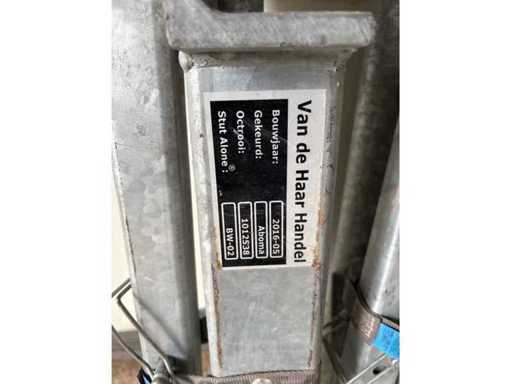 Van de Haar Handel
Bouwjaar: 2016-05
Gekeurd: Aboma
Octrooi: 1012538
Stut Alone®: BW-02